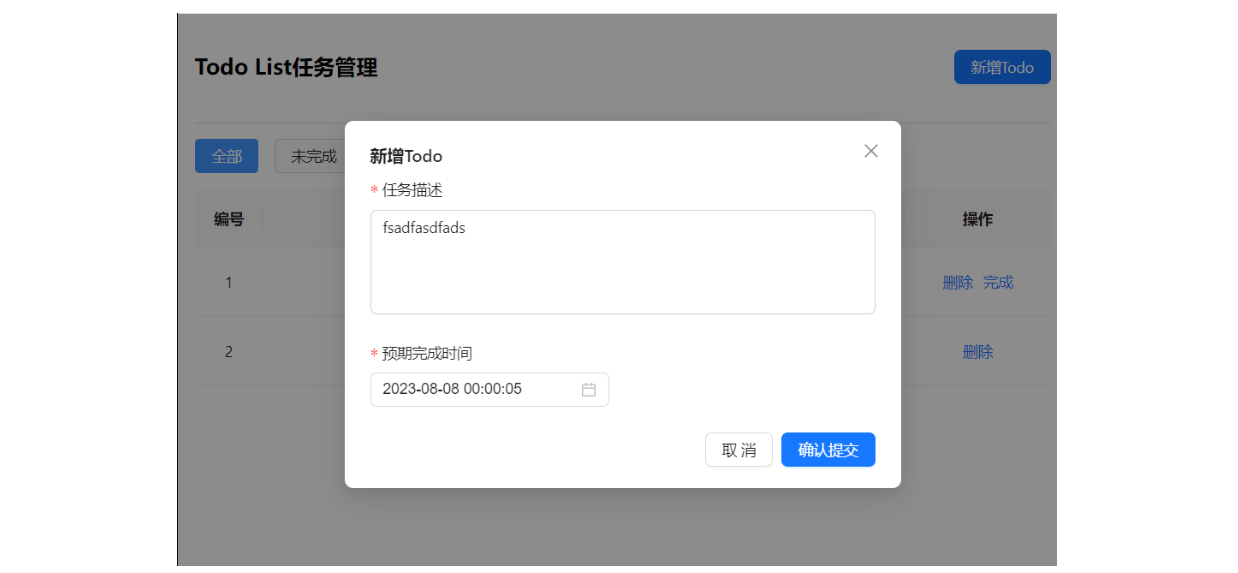 Todo List任务管理
新增Todo
全部
未完成
新增Todo
* 任务描述
fsadfasdfads
* 预期完成时间
2023-08-08 00:00:05
取 消
确认提交
编号
操作
1
删除 完成
2
删除